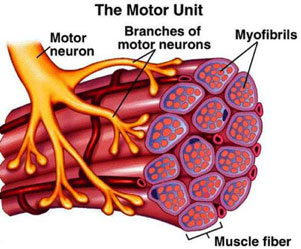 The Motor Unit
Motor
neuron
Branches of
motor neurons
Myofibrils
Muscle fiber